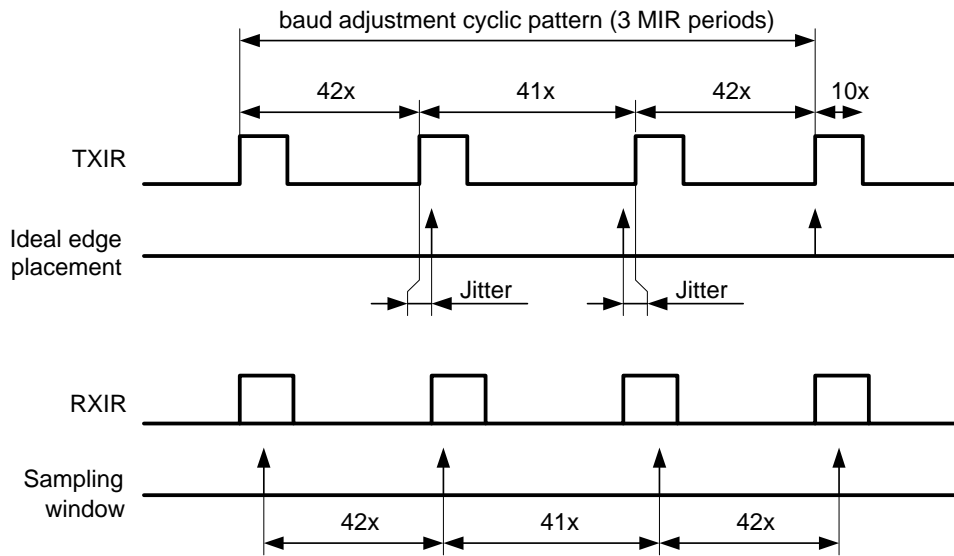 baud adjustment cyclic pattern (3 MIR periods)
42x
41x
42x
10x
TXIR
Ideal edge
placement
Jitter
Jitter
RXIR
Sampling
window
42x
41x
42x